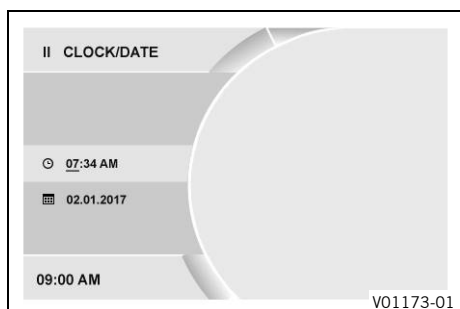 II CLOCK/DATE
07:34 AM
02.01.2017
09:00 AM
V01173-01